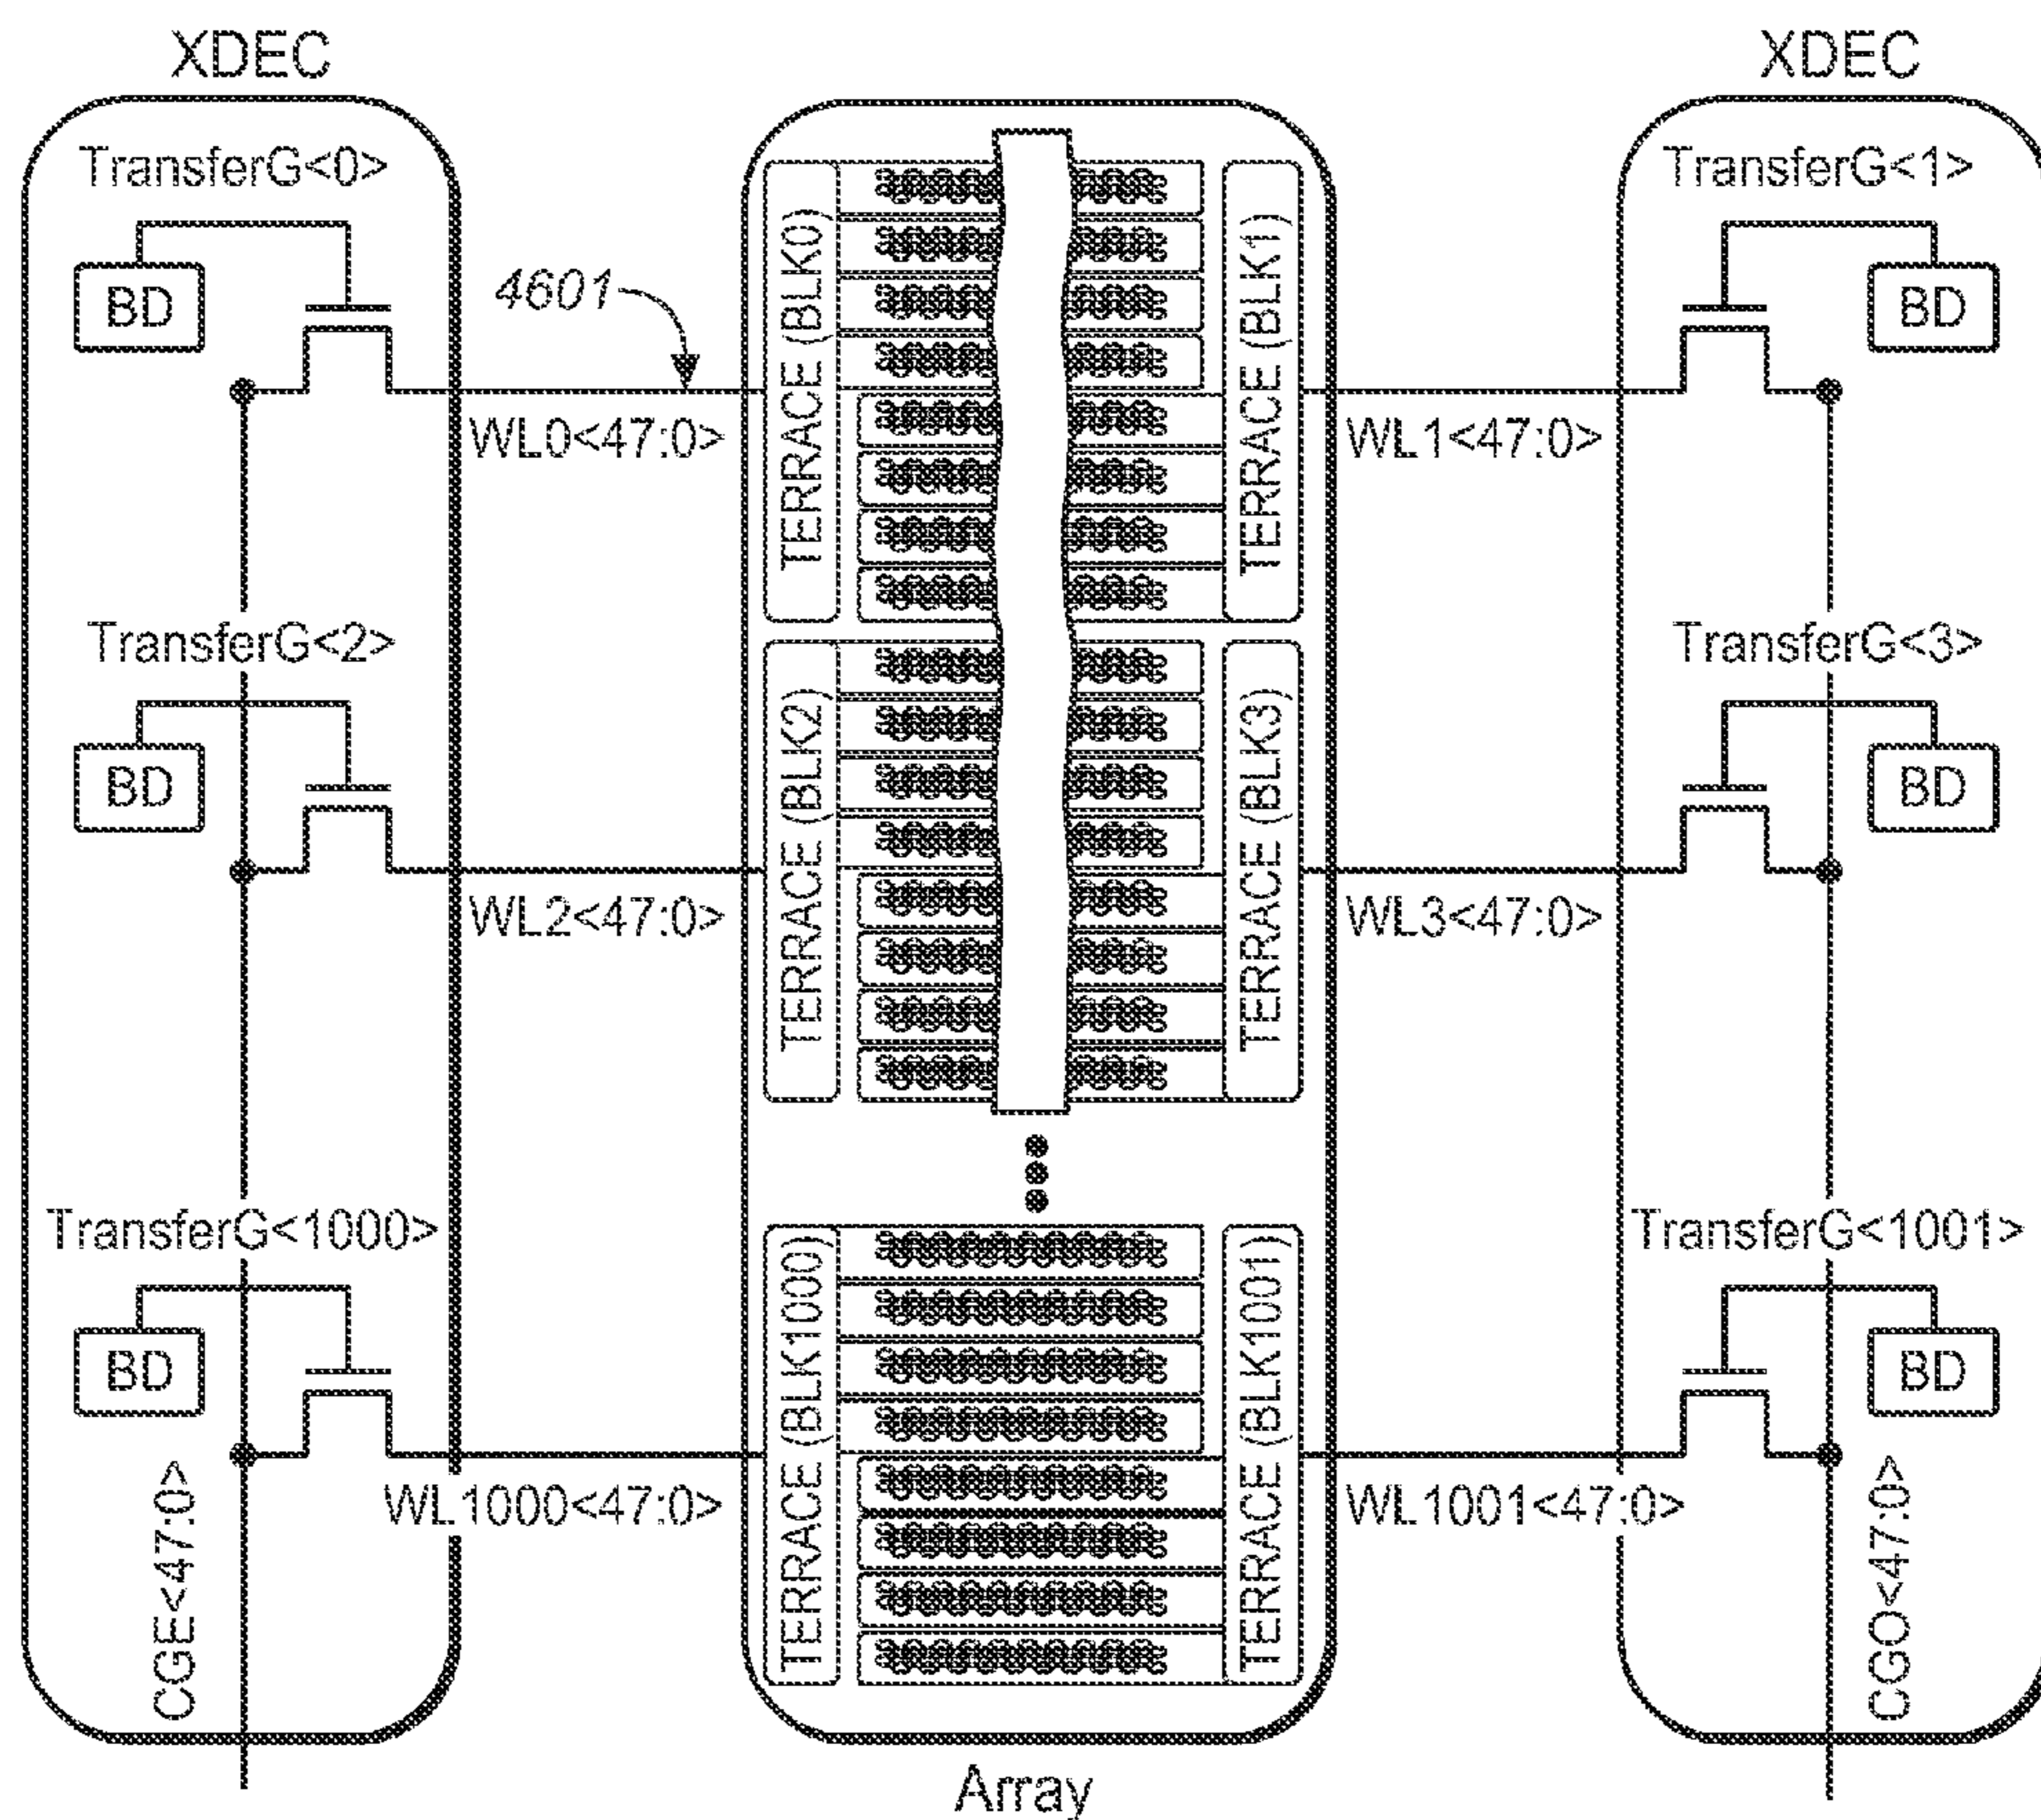 XDEC
XDEC
TransferG<0>
TransferG<1>
BD
4601
TERRACE (BLK0)
TERRACE (BLK1)
BD
WL0<47:0>
WL1<47:0>
TransferG<2>
TransferG<3>
BD
TERRACE (BLK2)
TERRACE (BLK3)
BD
WL2<47:0>
WL3<47:0>
TransferG<1000>
TransferG<1001>
BD
TERRACE (BLK1000)
TERRACE (BLK1001)
BD
CGE<47:0>
WL1000<47:0>
WL1001<47:0>
CGO<47:0>
Array